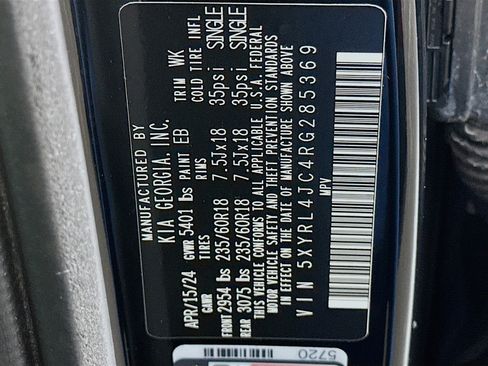 MANUFACTURED BY
KIA GEORGIA, INC.
APR/15/24 GVWR 5401 lbs PAINT EB TRIM WK
GAWR TIRES RIMS COLD TIRE INFL
FRONT 2954 lbs 235/60R18 7.5JX18 35psi SINGLE
REAR 3075 lbs 235/60R18 7.5JX18 35psi SINGLE
THIS VEHICLE CONFORMS TO ALL APPLICABLE U.S.A. FEDERAL
MOTOR VEHICLE SAFETY AND THEFT PREVENTION STANDARDS
IN EFFECT ON THE DATE OF MANUFACTURE SHOWN ABOVE
VIN 5XYRL4JC4RG285369
MPV
5720